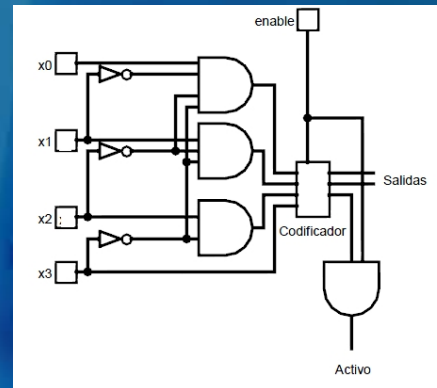 enable
x0
x1
x2
Salidas
Codificador
x3
Activo